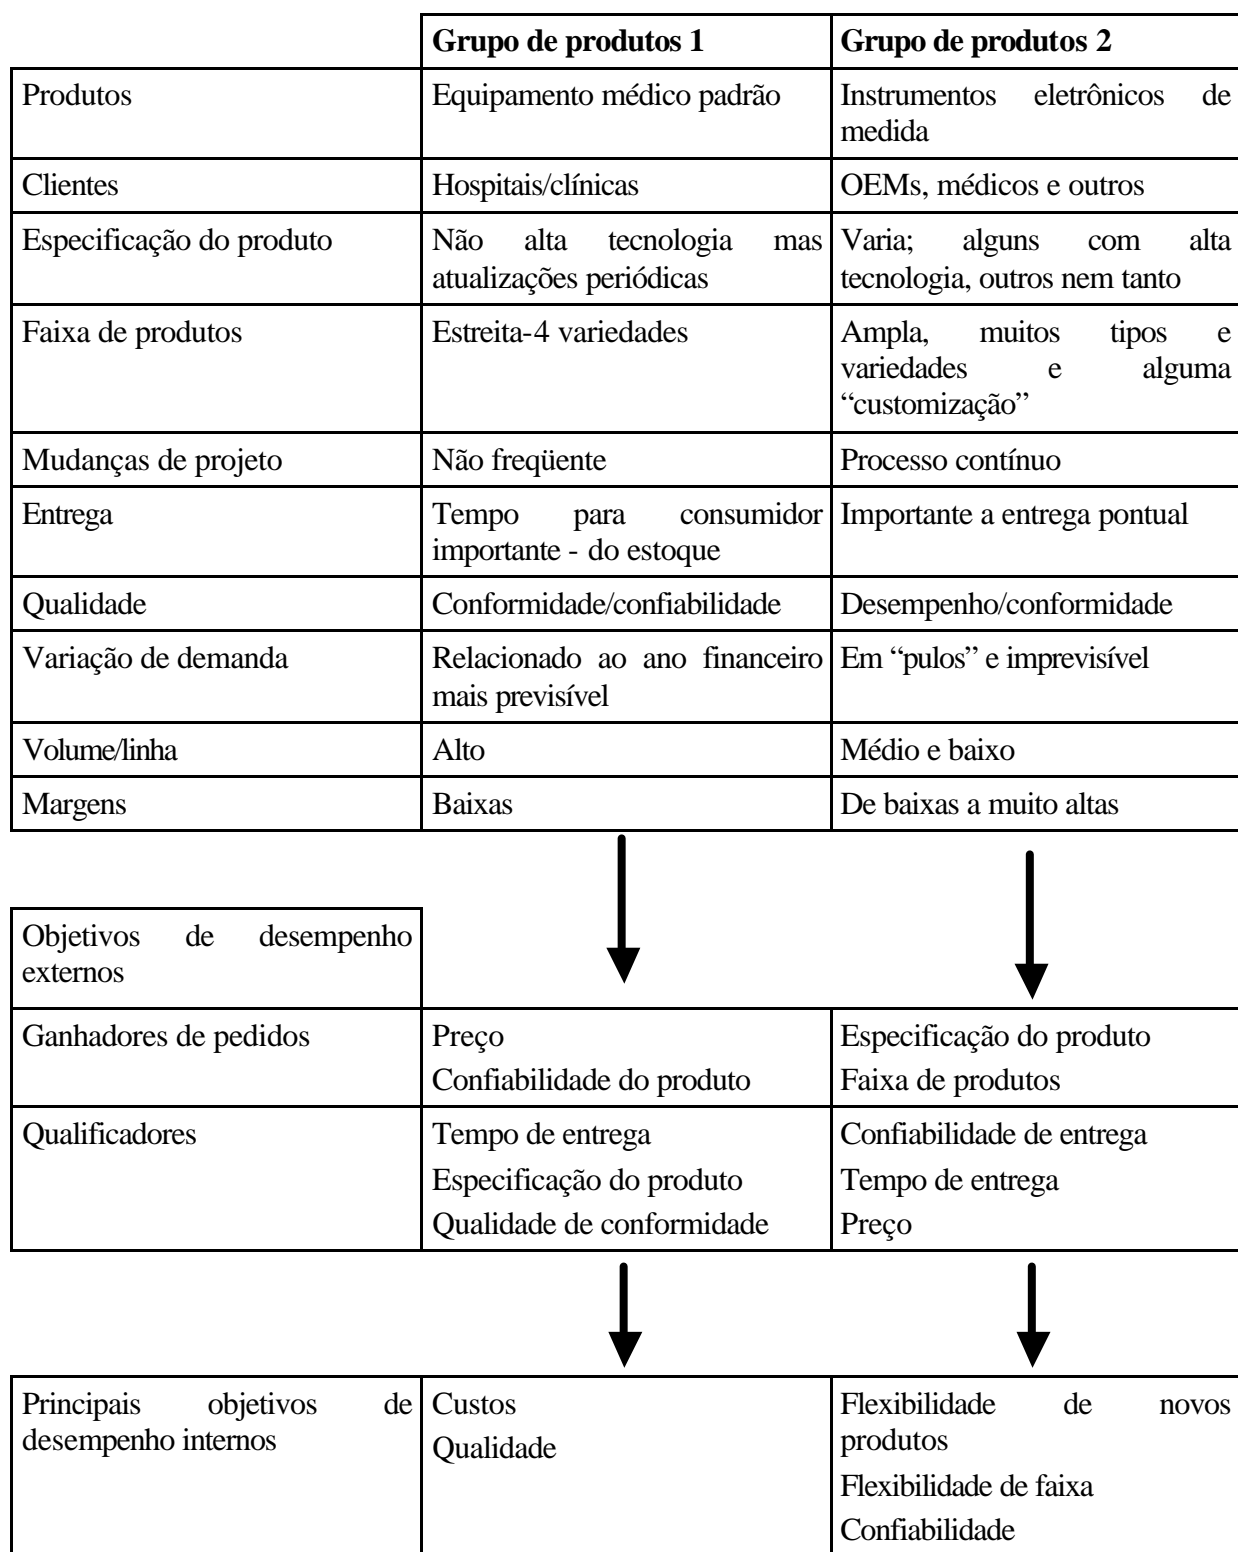 Grupo de produtos 1
Grupo de produtos 2
Produtos
Equipamento médico padrão
Instrumentos eletrônicos de
medida
Clientes
Hospitais/clínicas
OEMs, médicos e outros
Especificação do produto
Não alta tecnologia mas
atualizações periódicas
Varia; alguns com alta
tecnologia, outros nem tanto
Faixa de produtos
Estreita-4 variedades
Ampla, muitos tipos e
variedades e alguma
“customização”
Mudanças de projeto
Não freqüente
Processo contínuo
Entrega
Tempo para consumidor
importante - do estoque
Importante a entrega pontual
Qualidade
Conformidade/confiabilidade
Desempenho/conformidade
Variação de demanda
Relacionado ao ano financeiro
mais previsível
Em “pulos” e imprevisível
Volume/linha
Alto
Médio e baixo
Margens
Baixas
De baixas a muito altas
Objetivos de desempenho
externos
Ganhadores de pedidos
Preço
Confiabilidade do produto
Especificação do produto
Faixa de produtos
Qualificadores
Tempo de entrega
Especificação do produto
Qualidade de conformidade
Confiabilidade de entrega
Tempo de entrega
Preço
Principais objetivos de
desempenho internos
Custos
Qualidade
Flexibilidade de novos
produtos
Flexibilidade de faixa
Confiabilidade